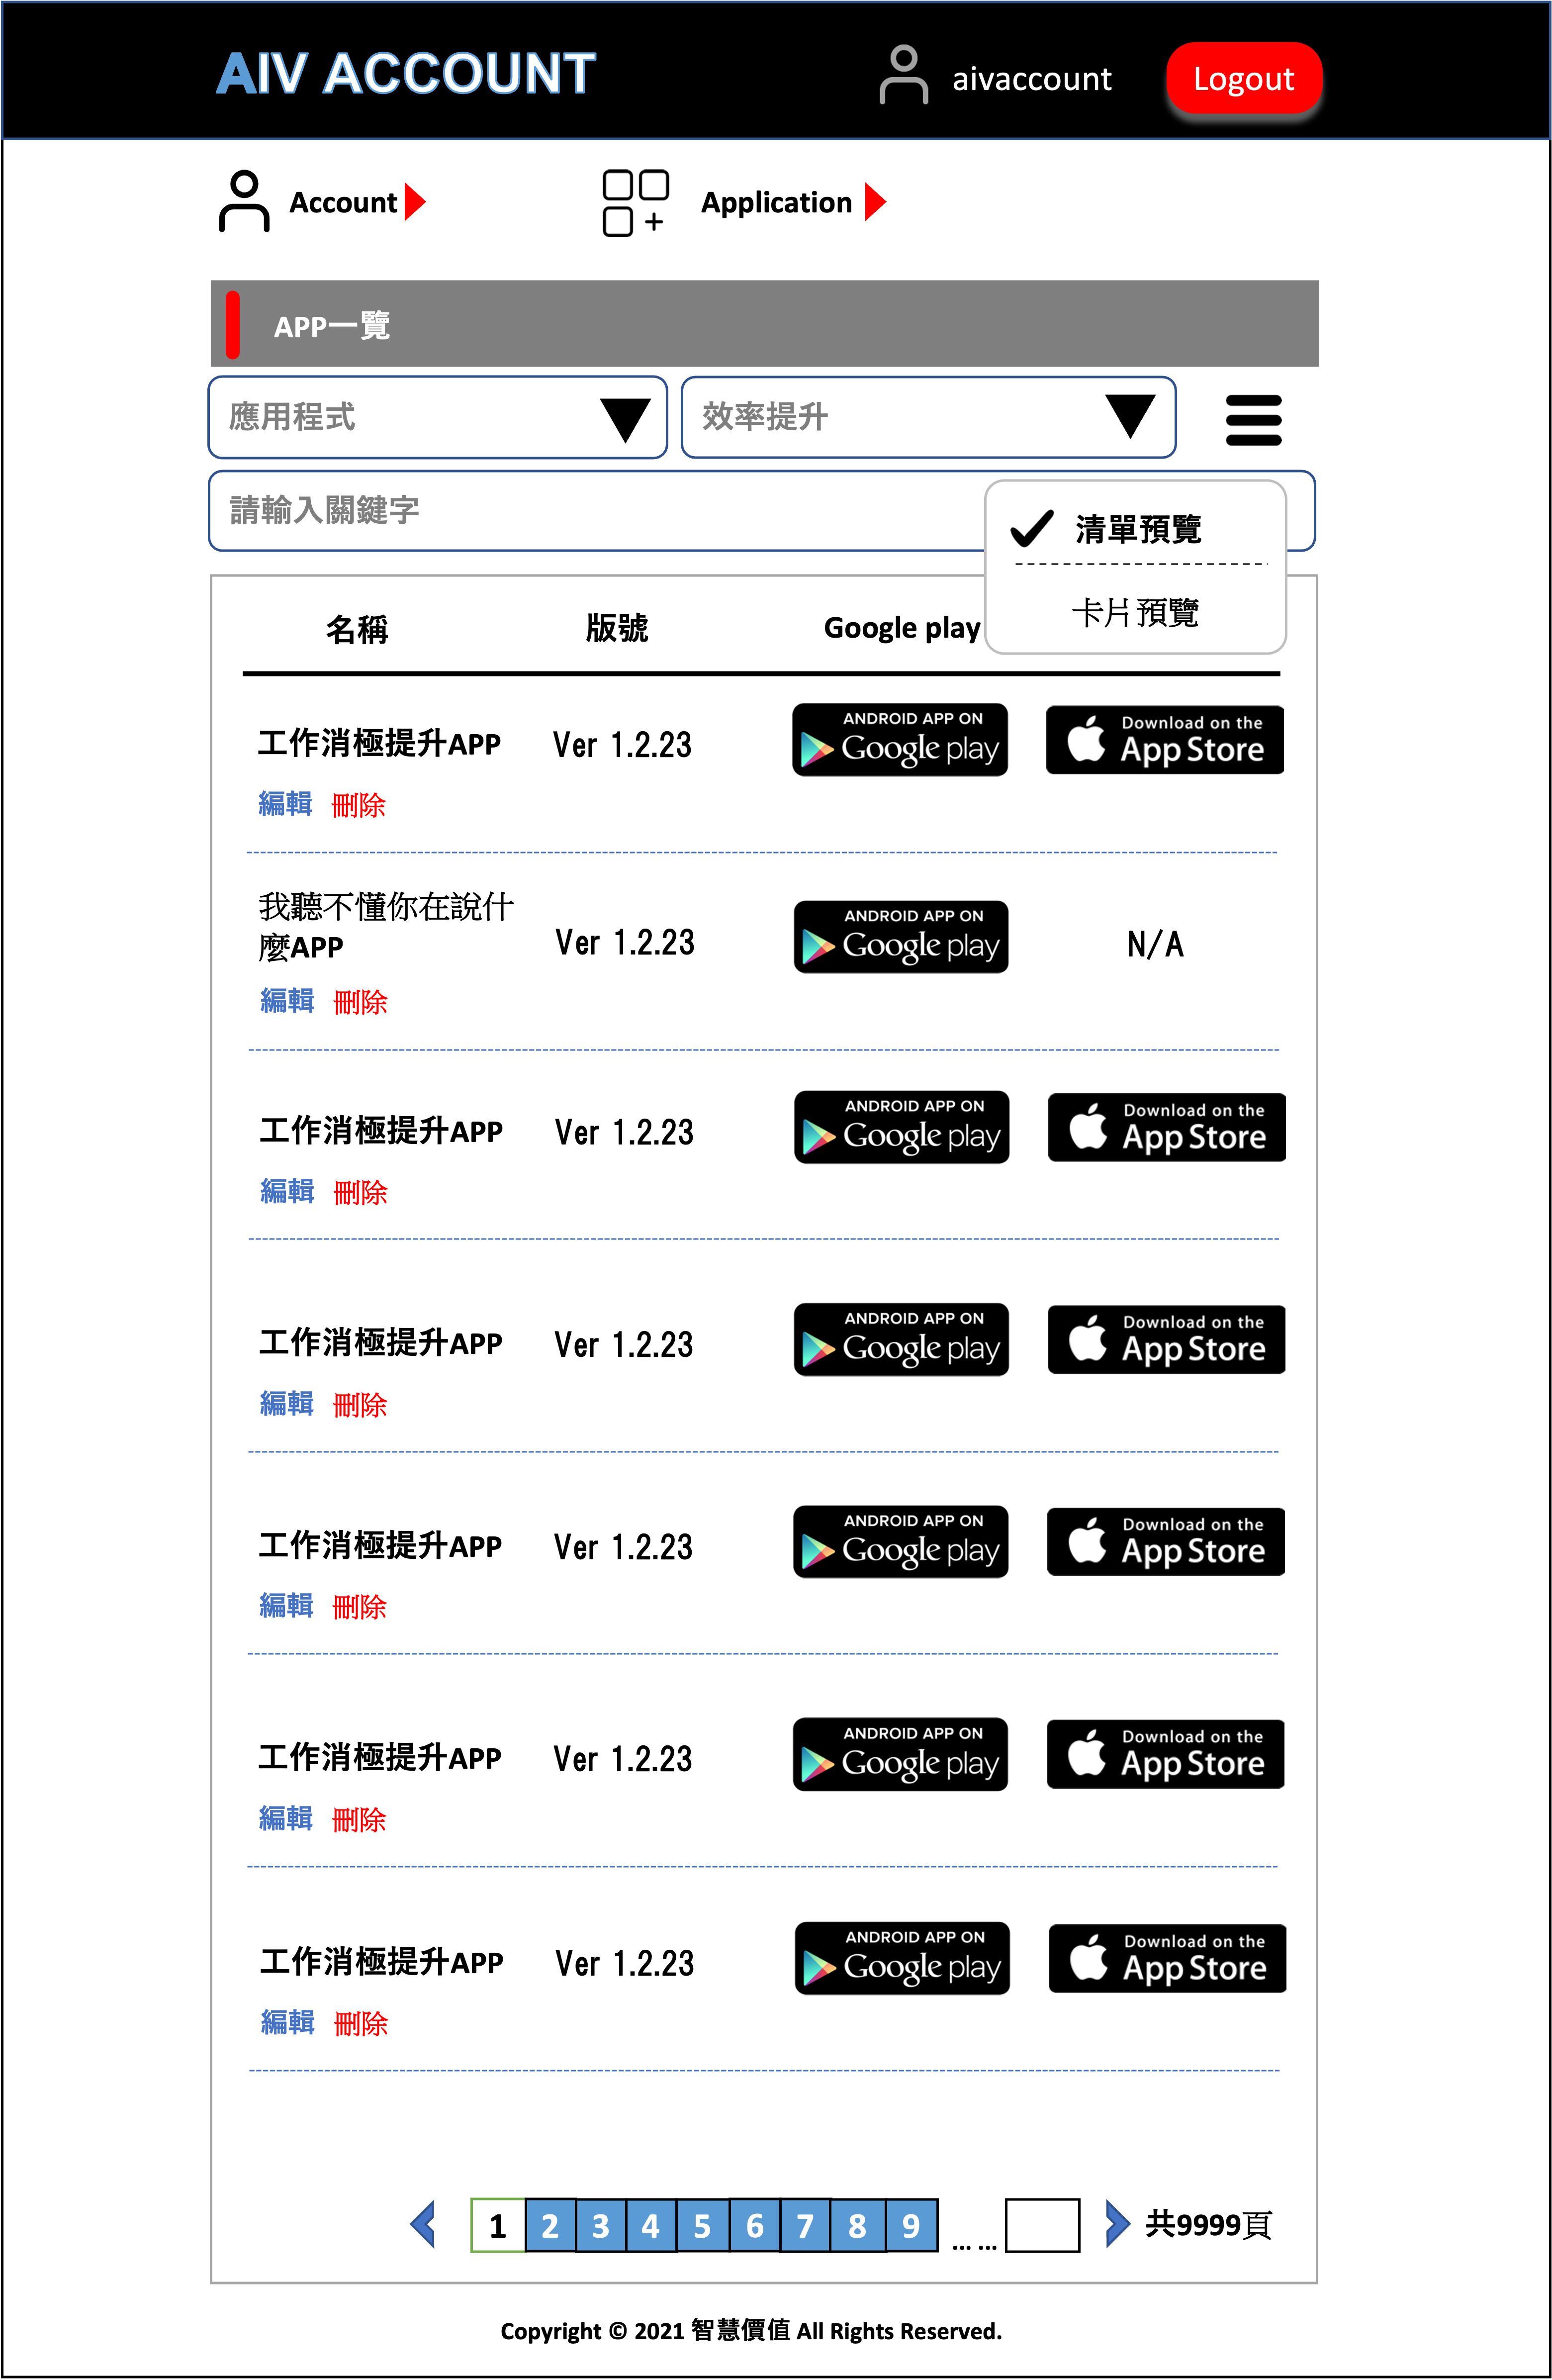 AIV ACCOUNT
aivaccount
Logout
Account
Application
APP一覽
應用程式
效率提升
請輸入關鍵字
清單預覽
卡片預覽
名稱
版號
Google play
工作消極提升APP
Ver 1.2.23
ANDROID APP ON
Google play
Download on the
App Store
編輯 刪除
我聽不懂你在說什
麼APP
Ver 1.2.23
ANDROID APP ON
Google play
N/A
編輯 刪除
工作消極提升APP
Ver 1.2.23
ANDROID APP ON
Google play
Download on the
App Store
編輯 刪除
工作消極提升APP
Ver 1.2.23
ANDROID APP ON
Google play
Download on the
App Store
編輯 刪除
工作消極提升APP
Ver 1.2.23
ANDROID APP ON
Google play
Download on the
App Store
編輯 刪除
工作消極提升APP
Ver 1.2.23
ANDROID APP ON
Google play
Download on the
App Store
編輯 刪除
工作消極提升APP
Ver 1.2.23
ANDROID APP ON
Google play
Download on the
App Store
編輯 刪除
1 2 3 4 5 6 7 8 9 ... ... 共9999頁
Copyright © 2021 智慧價值 All Rights Reserved.